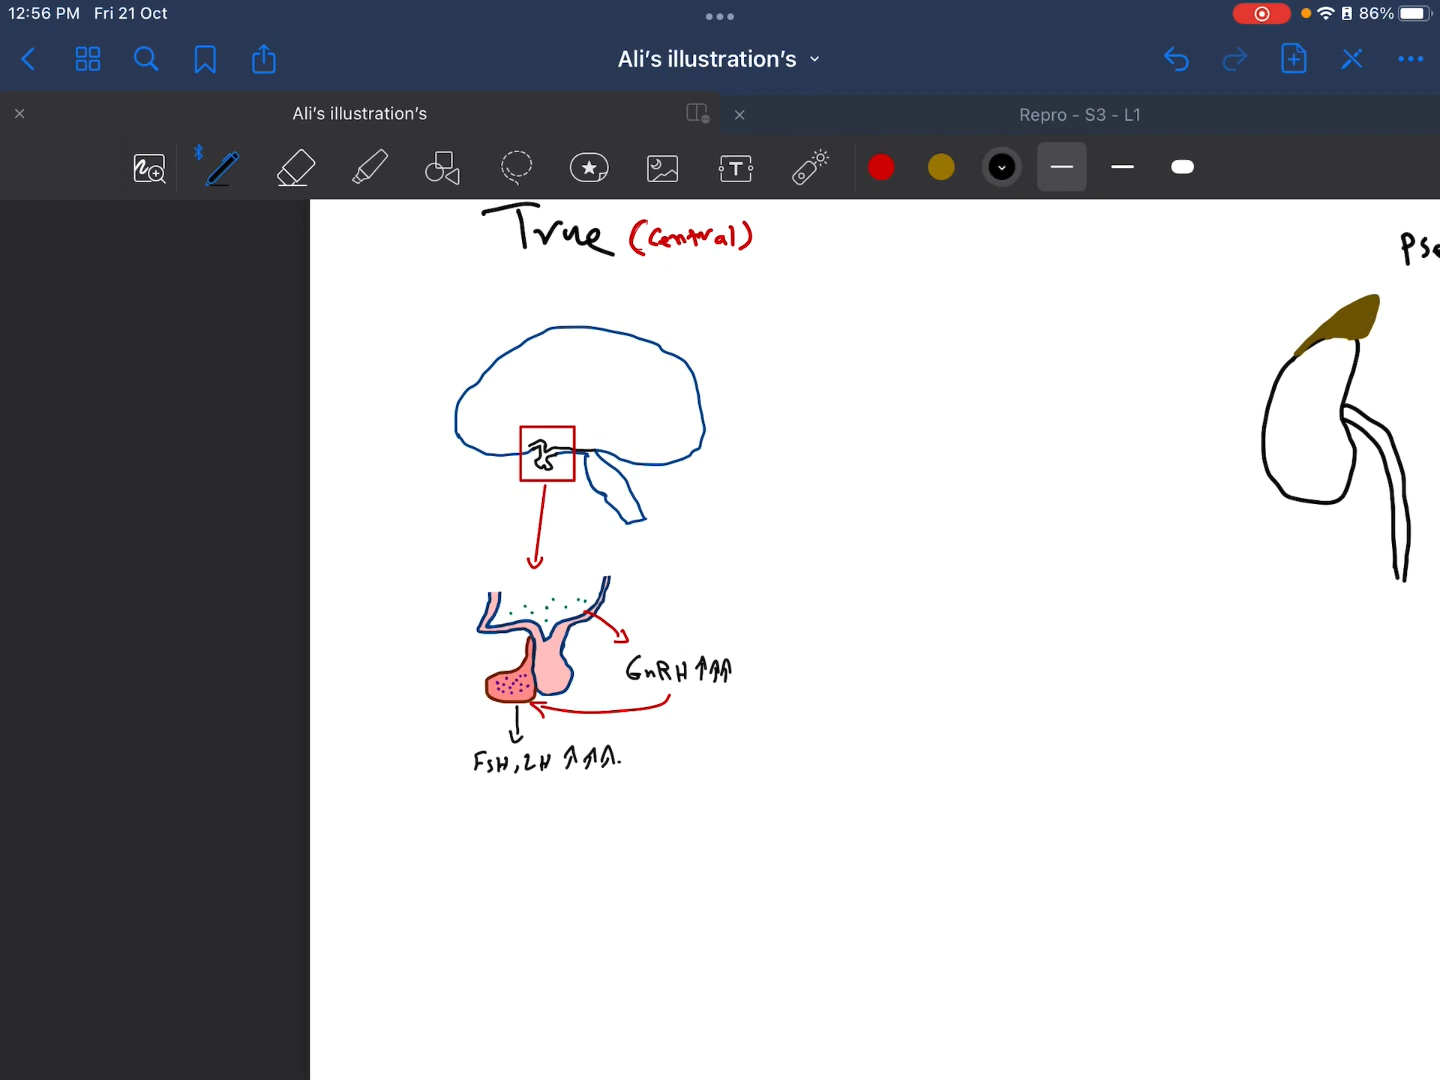 12:56 PM Fri 21 Oct
86%
Ali's illustration's
Ali's illustration's
Repro - S3 - L1
T
True (Central)
GnRH ↑↑↑
FSH, LH ↑↑↑.